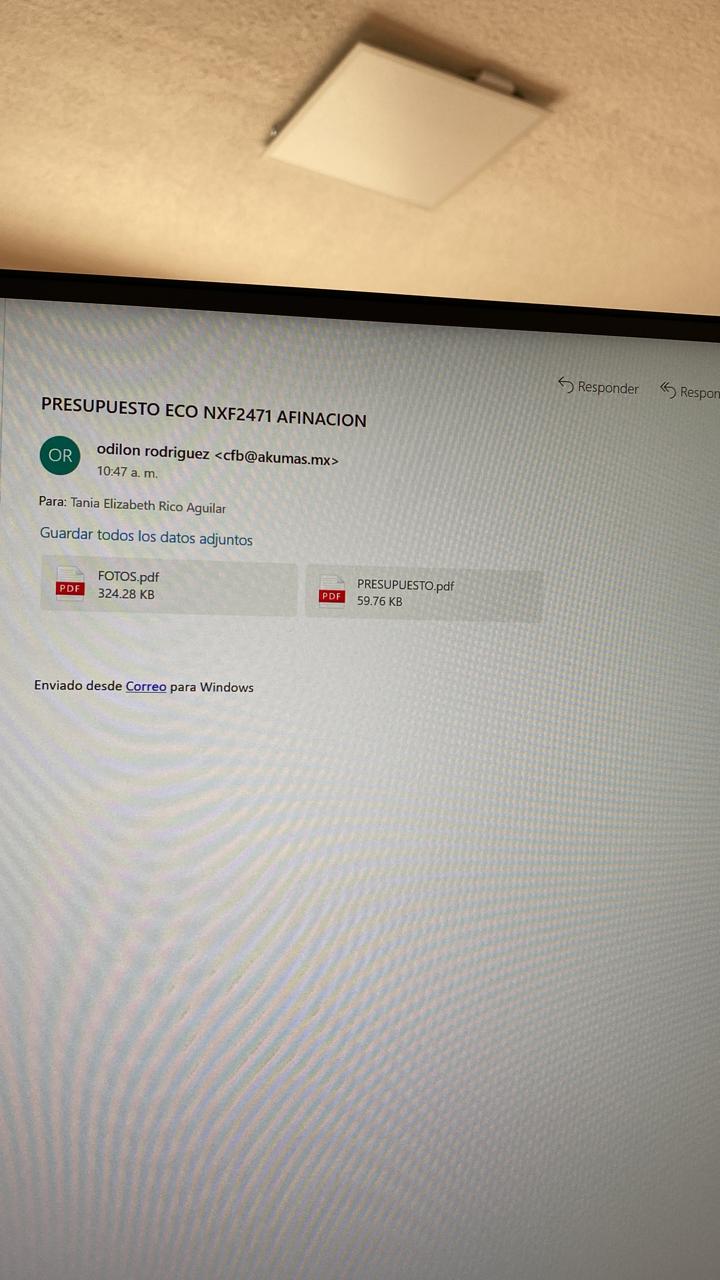 Responder
Respon
PRESUPUESTO ECO NXF2471 AFINACION
OR
odilon rodriguez <cfb@akumas.mx>
10:47 a. m.
Para: Tania Elizabeth Rico Aguilar
Guardar todos los datos adjuntos
PDF
FOTOS.pdf
324.28 KB
PDF
PRESUPUESTO.pdf
59.76 KB
Enviado desde Correo para Windows